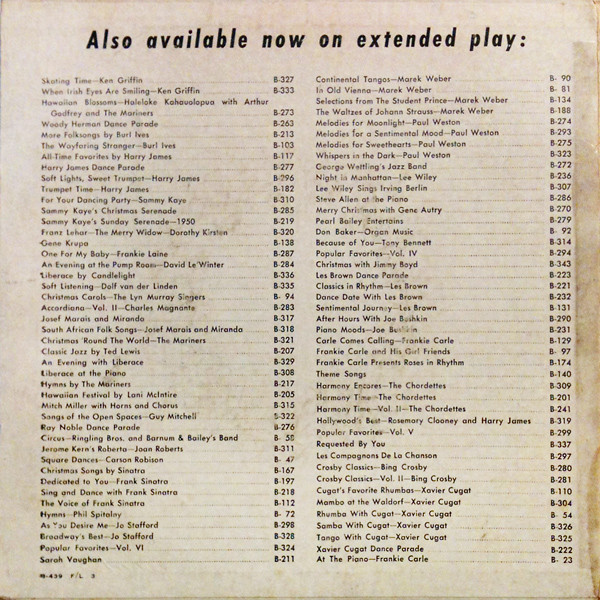 Also available now on extended play:
Skating Time—Ken Griffin B-327
When Irish Eyes Are Smiling—Ken Griffin B-333
Hawaiian Blossoms—Haleloke Kahauolopua with Arthur
Godfrey and The Mariners B-273
Woody Herman Dance Parade B-263
More Folksongs by Burl Ives B-213
The Wayfaring Stranger—Burl Ives B-103
All-Time Favorites by Harry James B-117
Harry James Dance Parade B-277
Soft Lights, Sweet Trumpet—Harry James B-296
Trumpet Time—Harry James B-182
For Your Dancing Party—Sammy Kaye B-310
Sammy Kaye's Christmas Serenade B-285
Sammy Kaye's Sunday Serenade—1950 B-219
Franz Lehar—The Merry Widow—Dorothy Kirsten B-320
Gene Krupa B-138
One For My Baby—Frankie Laine B-287
An Evening at the Pump Room—David Le'Winter B-284
Liberace by Candlelight B-336
Soft Listening—Dolf van der Linden B-335
Christmas Carols—The Lyn Murray Singers B- 94
Accordiana—Vol. II—Charles Magnante B-283
Josef Marais and Miranda B-317
South African Folk Songs—Josef Marais and Miranda B-318
Christmas 'Round The World—The Mariners B-321
Classic Jazz by Ted Lewis B-207
An Evening with Liberace B-329
Liberace at the Piano B-308
Hymns by The Mariners B-217
Hawaiian Festival by Lani McIntire B-205
Mitch Miller with Horns and Chorus B-315
Songs of the Open Spaces—Guy Mitchell B-322
Ray Noble Dance Parade B-276
Circus—Ringling Bros. and Barnum & Bailey's Band B- 58
Jerome Kern's Roberta—Joan Roberts B-311
Square Dances—Carson Robison B- 47
Christmas Songs by Sinatra B-167
Dedicated to You—Frank Sinatra B-197
Sing and Dance with Frank Sinatra B-218
The Voice of Frank Sinatra B-112
Hymns—Phil Spitalny B- 72
As You Desire Me—Jo Stafford B-298
Broadway's Best—Jo Stafford B-328
Popular Favorites—Vol. VI B-324
Sarah Vaughan B-211
B-439 F/L 3
Continental Tangos—Marek Weber B- 90
In Old Vienna—Marek Weber B- 81
Selections from The Student Prince—Marek Weber B-134
The Waltzes of Johann Strauss—Marek Weber B-188
Melodies for Moonlight—Paul Weston B-274
Melodies for a Sentimental Mood—Paul Weston B-293
Melodies for Sweethearts—Paul Weston B-275
Whispers in the Dark—Paul Weston B-323
George Wettling's Jazz Band B-272
Night in Manhattan—Lee Wiley B-236
Lee Wiley Sings Irving Berlin B-307
Steve Allen at the Piano B-286
Merry Christmas with Gene Autry B-270
Pearl Bailey Entertains B-279
Don Baker—Organ Music B- 92
Because of You—Tony Bennett B-314
Popular Favorites—Vol. IV B-294
Christmas with Jimmy Boyd B-343
Les Brown Dance Parade B-223
Classics in Rhythm—Les Brown B-221
Dance Date With Les Brown B-232
Sentimental Journey—Les Brown B-131
After Hours With Joe Bushkin B-290
Piano Moods—Joe Bushkin B-231
Carle Comes Calling—Frankie Carle B-129
Frankie Carle and His Girl Friends B- 97
Frankie Carle Presents Roses in Rhythm B-174
Theme Songs B-140
Harmony Encores—The Chordettes B-309
Harmony Time—The Chordettes B-201
Harmony Time—Vol. II—The Chordettes B-241
Hollywood's Best—Rosemary Clooney and Harry James B-319
Popular Favorites—Vol. V B-299
Requested By You B-337
Les Compagnons De La Chanson B-297
Crosby Classics—Bing Crosby B-280
Crosby Classics—Vol. II—Bing Crosby B-281
Cugat's Favorite Rhumbas—Xavier Cugat B-110
Mambo at the Waldorf—Xavier Cugat B-304
Rhumba With Cugat—Xavier Cugat B- 54
Samba With Cugat—Xavier Cugat B-326
Tango With Cugat—Xavier Cugat B-325
Xavier Cugat Dance Parade B-222
At The Piano—Frankie Carle B- 23